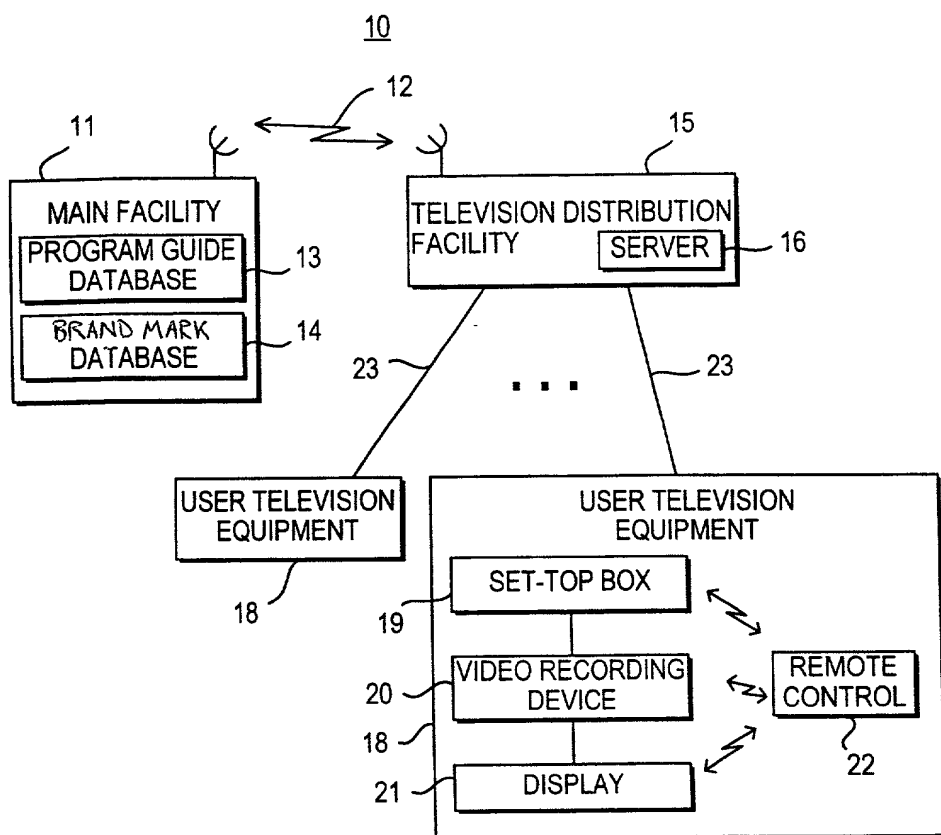 10
12
11
15
MAIN FACILITY
PROGRAM GUIDE
DATABASE
13
BRAND MARK
DATABASE
14
TELEVISION DISTRIBUTION
FACILITY
SERVER
16
23
23
USER TELEVISION
EQUIPMENT
18
USER TELEVISION
EQUIPMENT
SET-TOP BOX
19
VIDEO RECORDING
DEVICE
20
18
DISPLAY
21
REMOTE
CONTROL
22